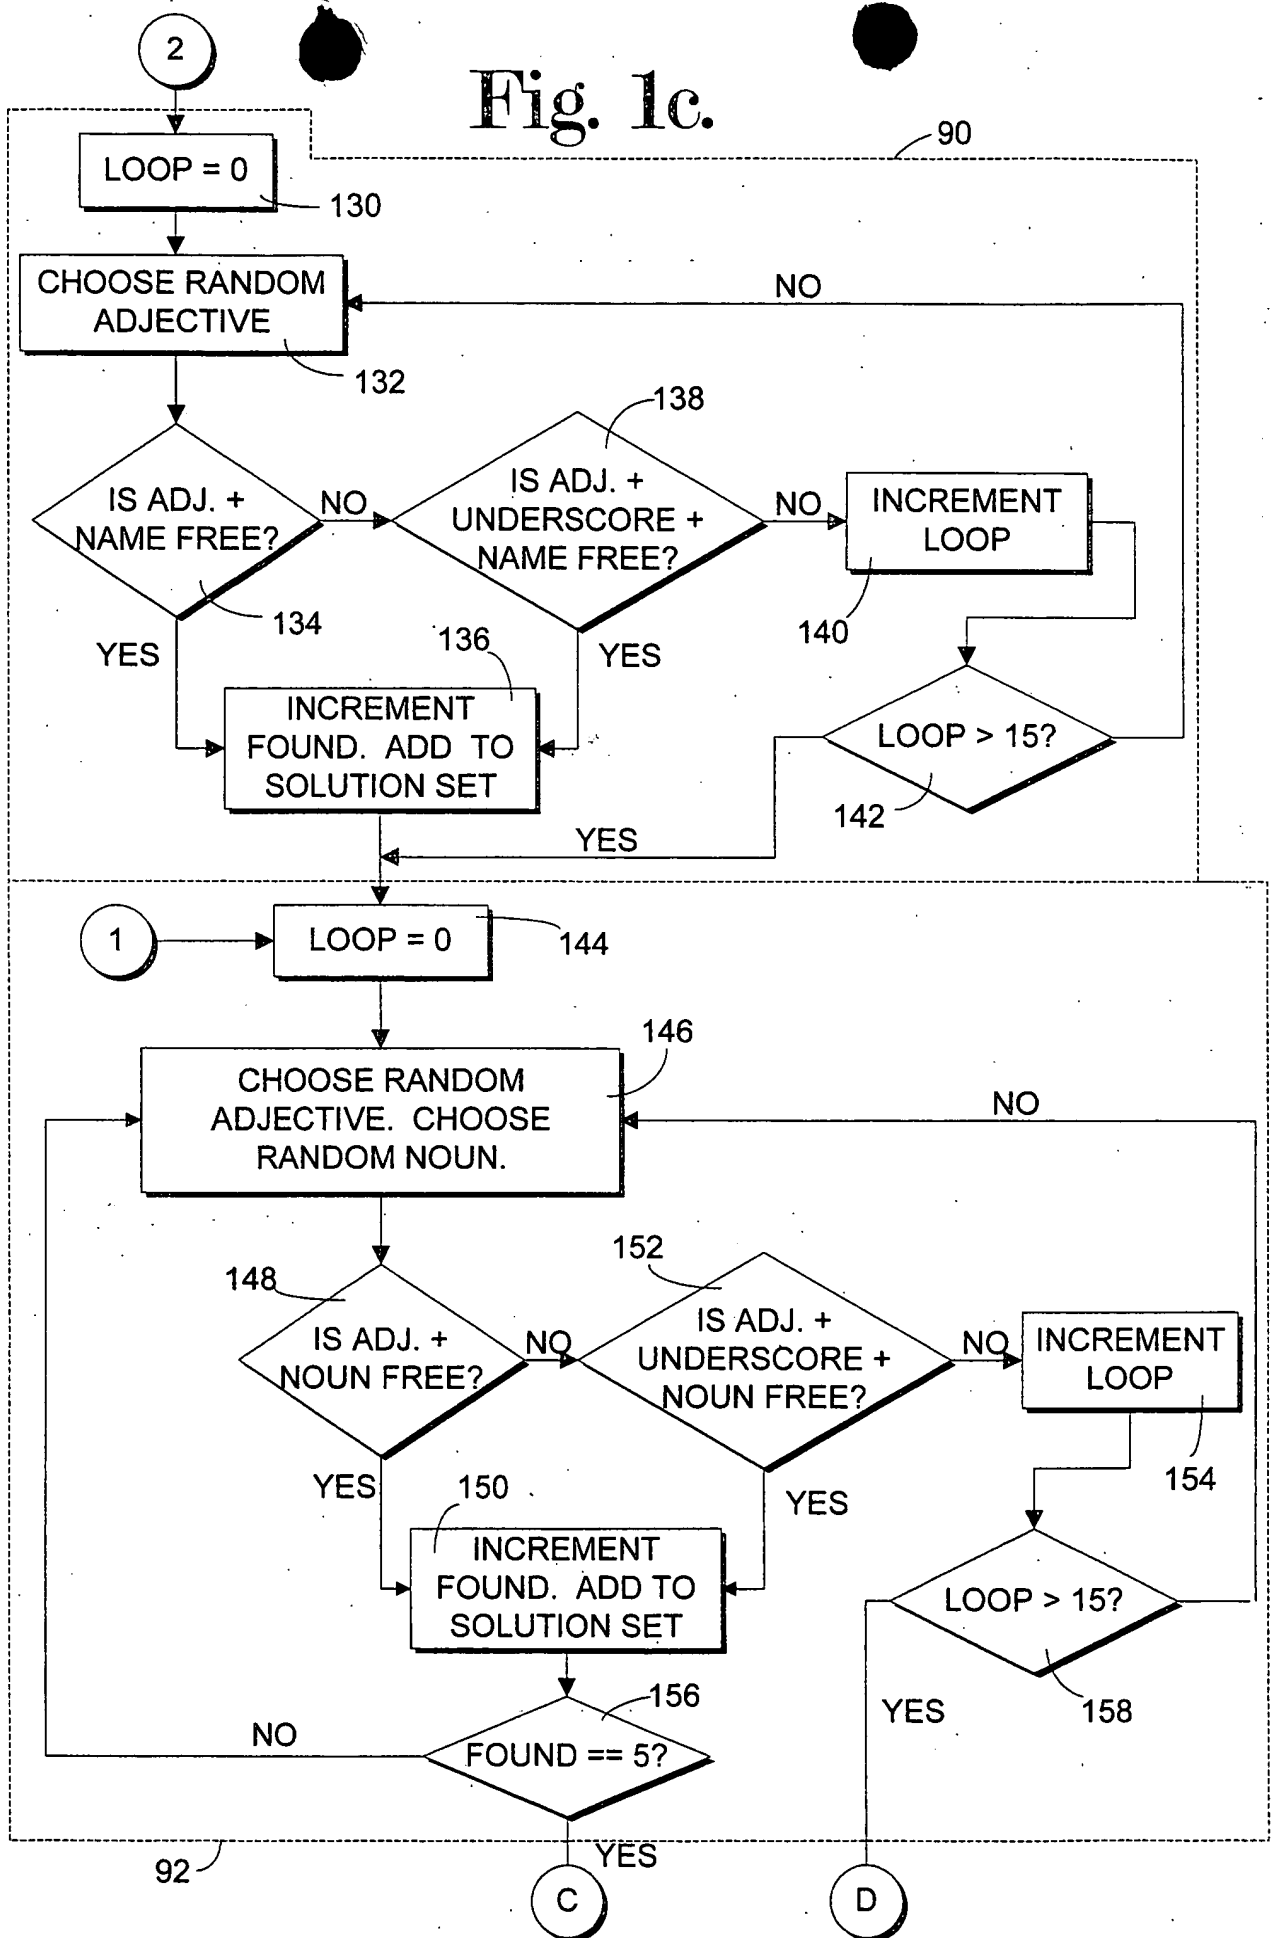 2
Fig. 1c.
90
LOOP = 0
130
CHOOSE RANDOM
ADJECTIVE
NO
132
138
IS ADJ. +
NAME FREE?
NO
IS ADJ. +
UNDERSCORE +
NAME FREE?
NO
INCREMENT
LOOP
134
140
YES
136
YES
INCREMENT
FOUND. ADD TO
SOLUTION SET
LOOP > 15?
142
YES
1
LOOP = 0
144
146
CHOOSE RANDOM
ADJECTIVE. CHOOSE
RANDOM NOUN.
NO
148
152
IS ADJ. +
NOUN FREE?
NO
IS ADJ. +
UNDERSCORE +
NOUN FREE?
NO
INCREMENT
LOOP
154
YES
150
YES
INCREMENT
FOUND. ADD TO
SOLUTION SET
LOOP > 15?
158
156
YES
NO
FOUND == 5?
92
YES
C
D